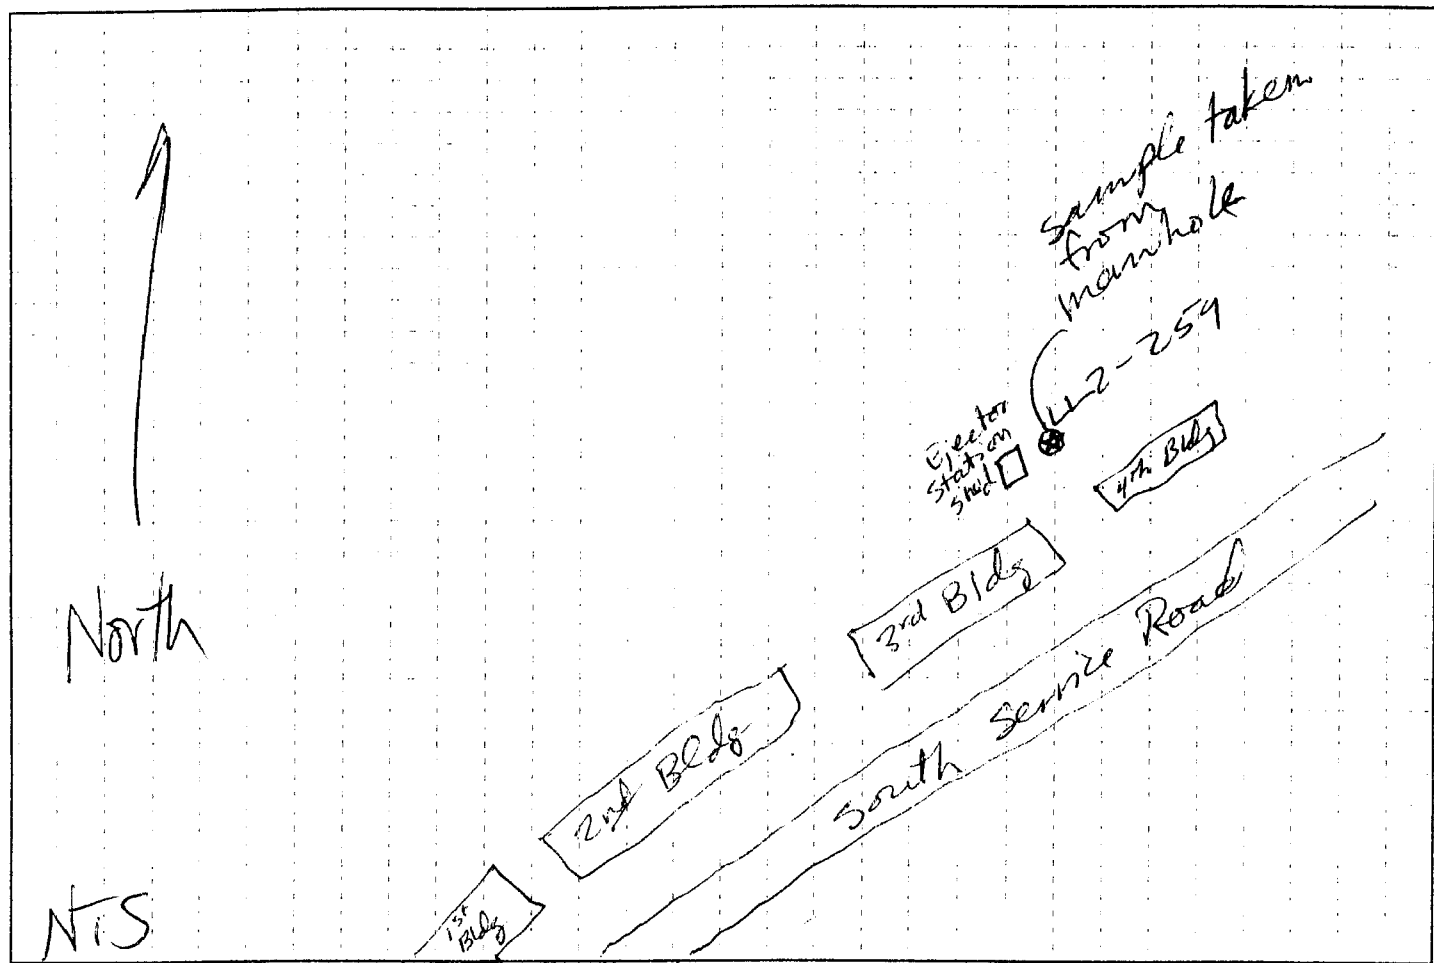 sample taken
from
manhole
LL2-259
Ejector
Station
Shed
4th Bldg
3rd Bldg
North
2nd Bldg
South Service Road
1st
Bldg
NTS